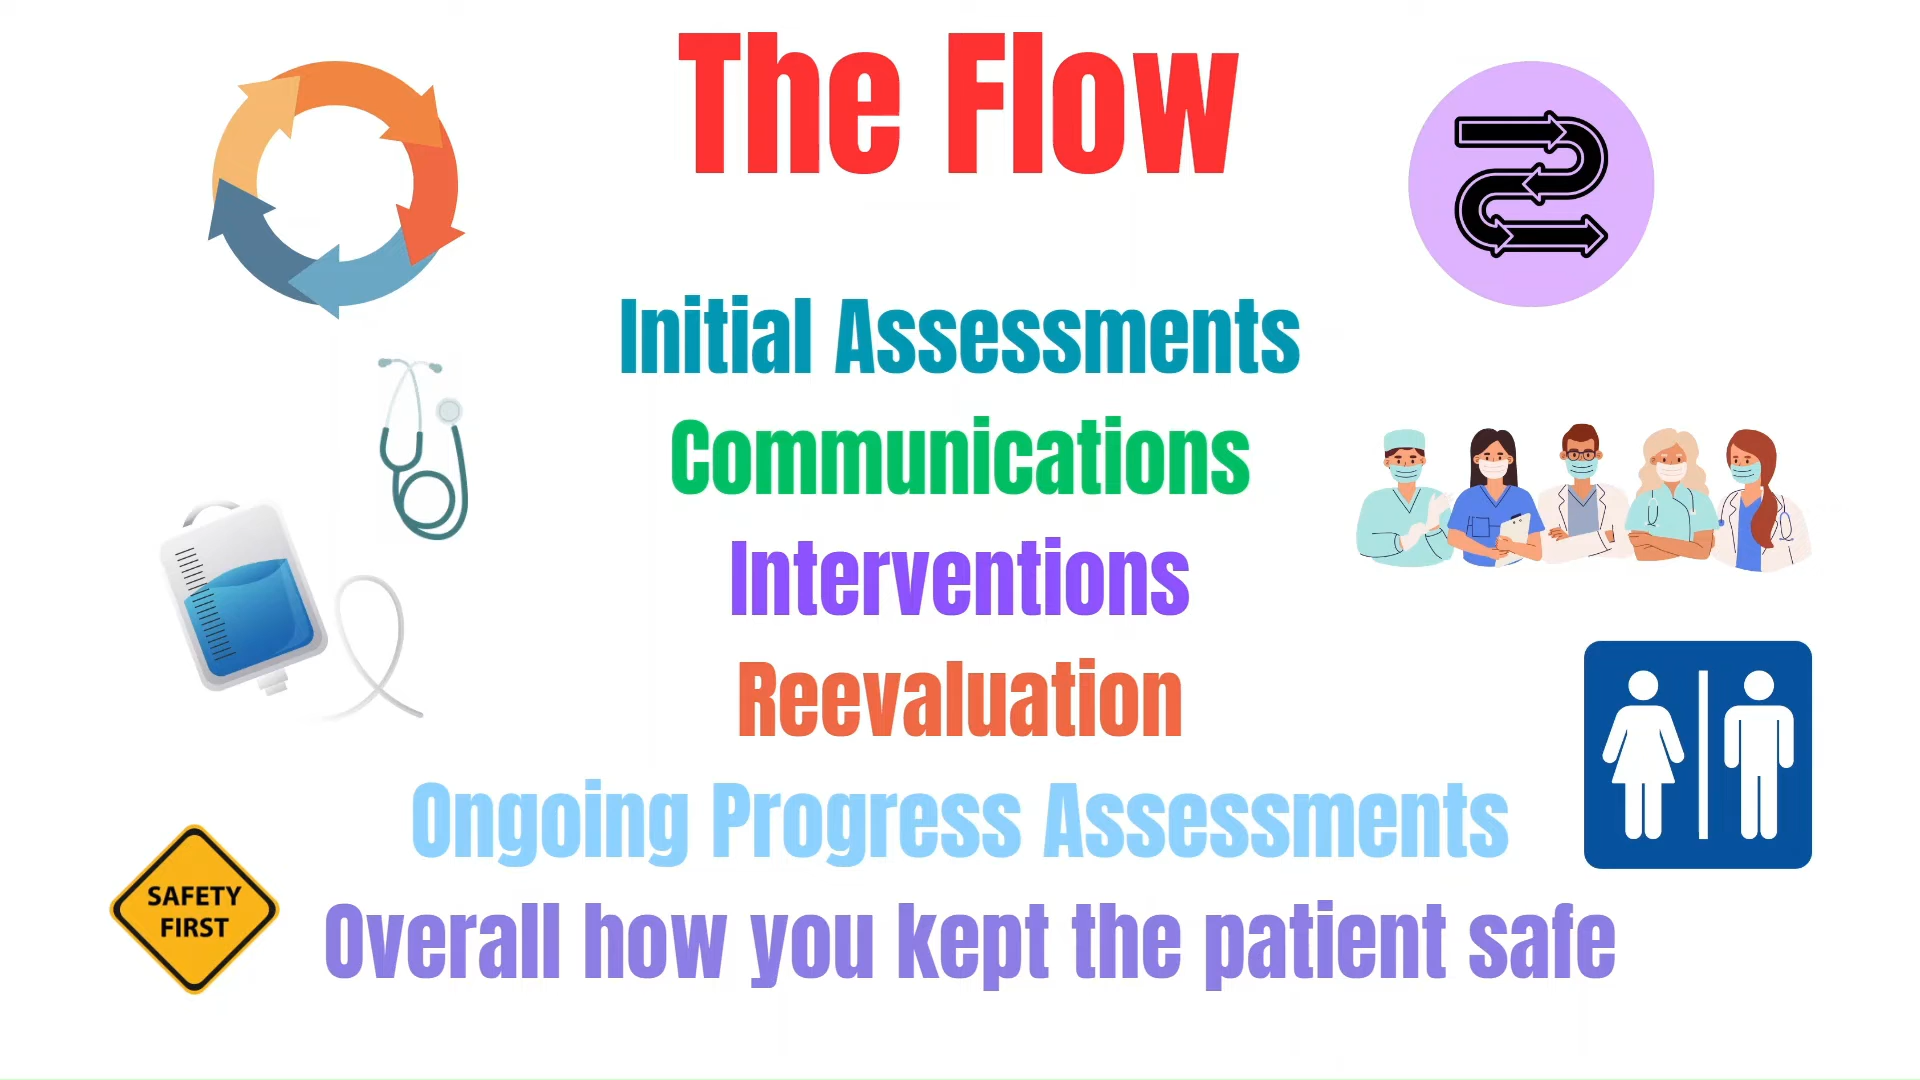 The Flow
Initial Assessments
Communications
Interventions
Reevaluation
Ongoing Progress Assessments
SAFETY
FIRST
Overall how you kept the patient safe